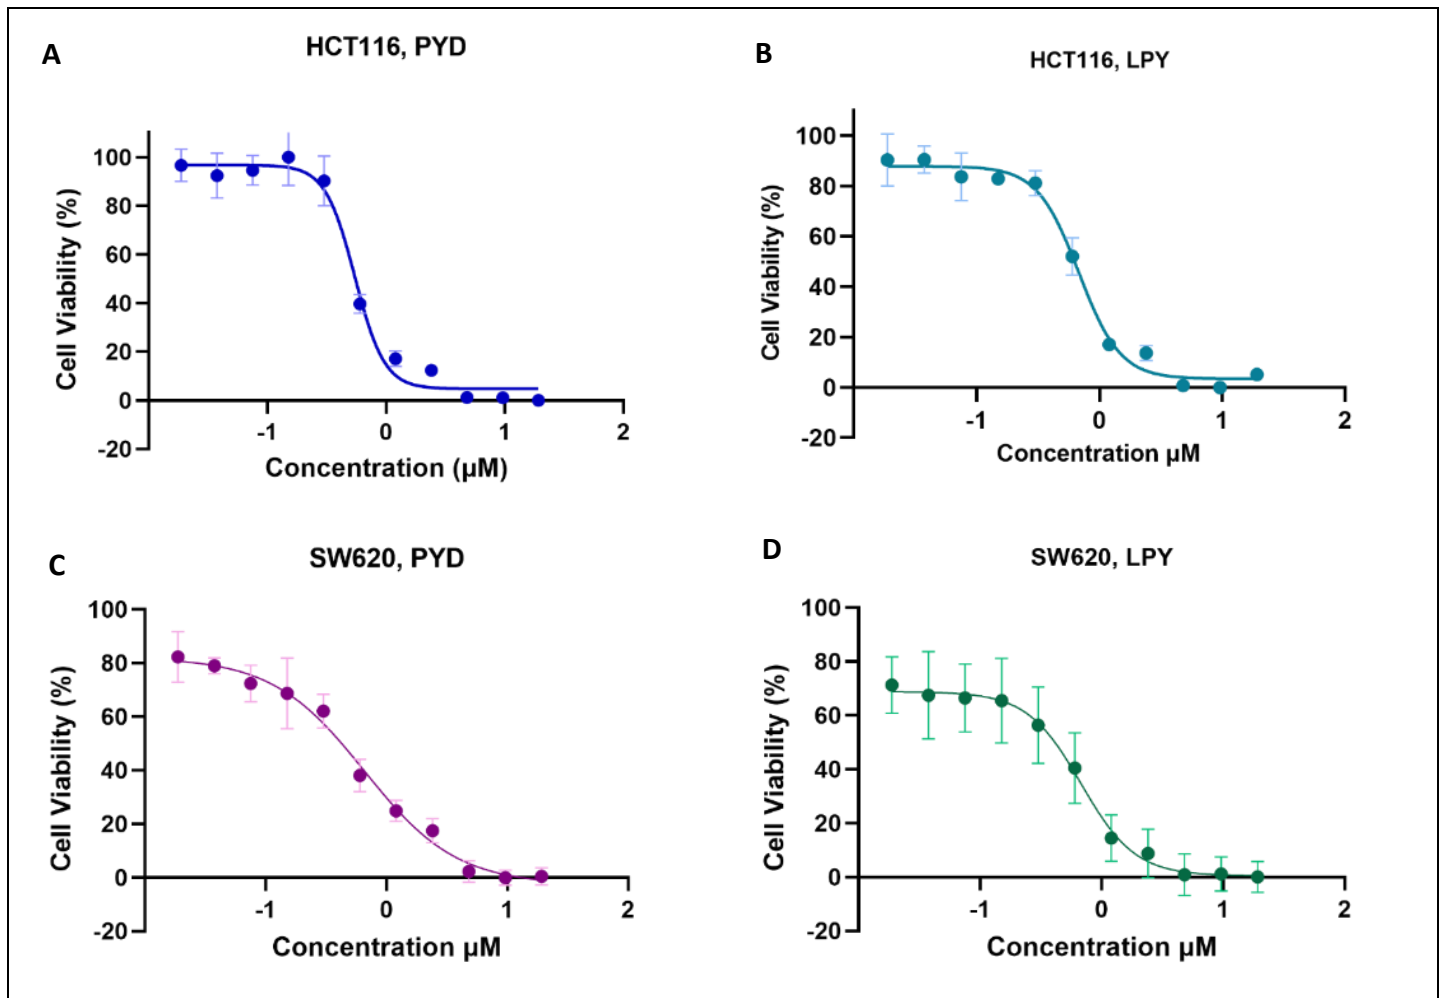 A
HCT116, PYD
Cell Viability (%)
100
80
60
40
20
0
-20
-1
0
1
2
Concentration (µM)
B
HCT116, LPY
Cell Viability (%)
100
80
60
40
20
0
-20
-1
0
1
2
Concentration µM
C
SW620, PYD
Cell Viability (%)
100
80
60
40
20
0
-20
-1
0
1
2
Concentration µM
D
SW620, LPY
Cell Viability (%)
100
80
60
40
20
0
-20
-1
0
1
2
Concentration µM